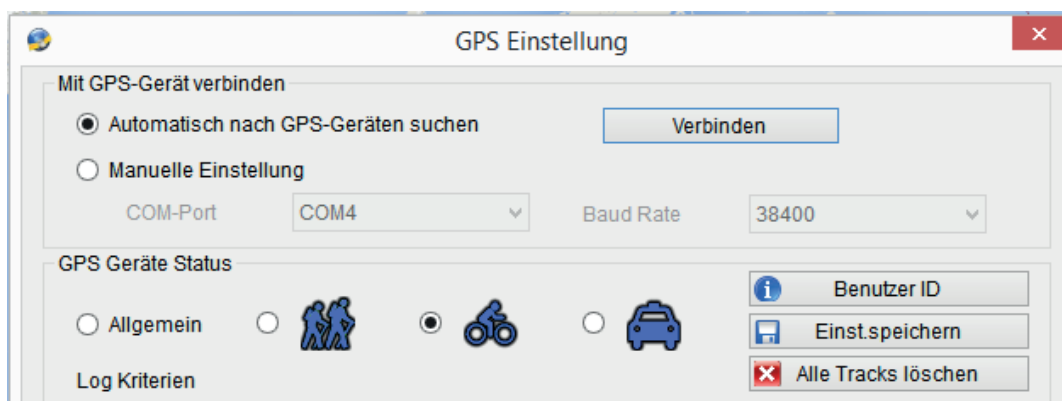 GPS Einstellung
Mit GPS-Gerät verbinden
Automatisch nach GPS-Geräten suchen
Verbinden
Manuelle Einstellung
COM-Port
COM4
Baud Rate
38400
GPS Geräte Status
Allgemein
Benutzer ID
Einst.speichern
Alle Tracks löschen
Log Kriterien